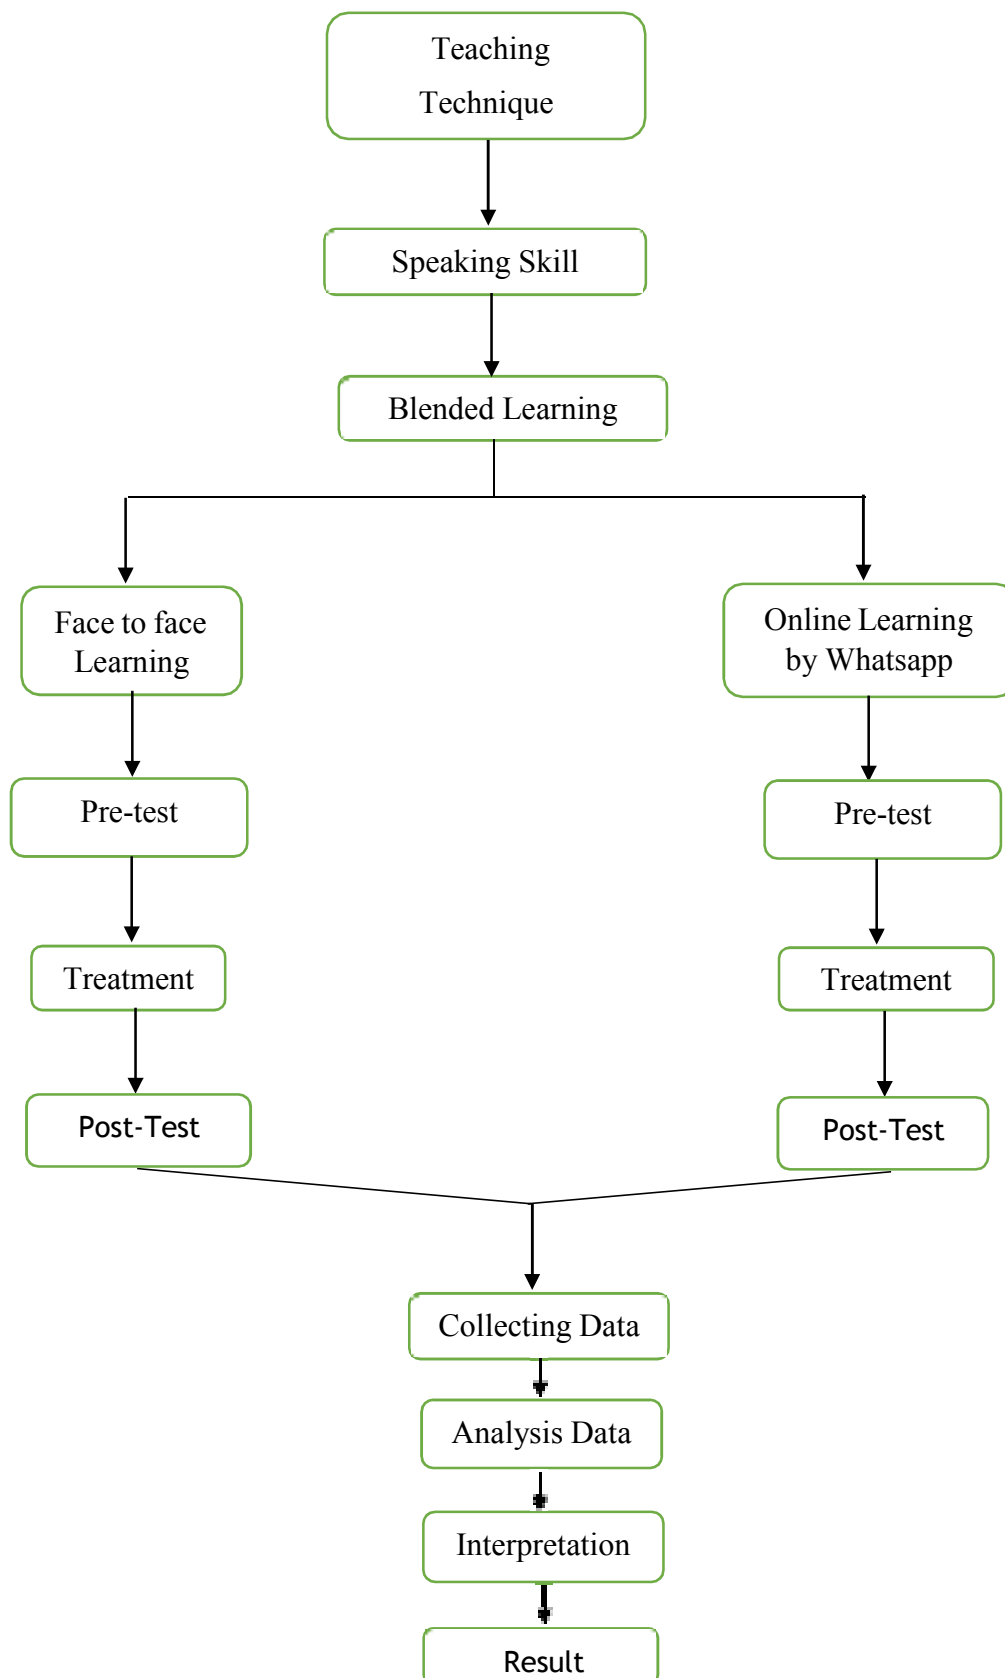 Teaching
Technique
Speaking Skill
Blended Learning
Face to face
Learning
Online Learning
by Whatsapp
Pre-test
Pre-test
Treatment
Treatment
Post-Test
Post-Test
Collecting Data
Analysis Data
Interpretation
Result